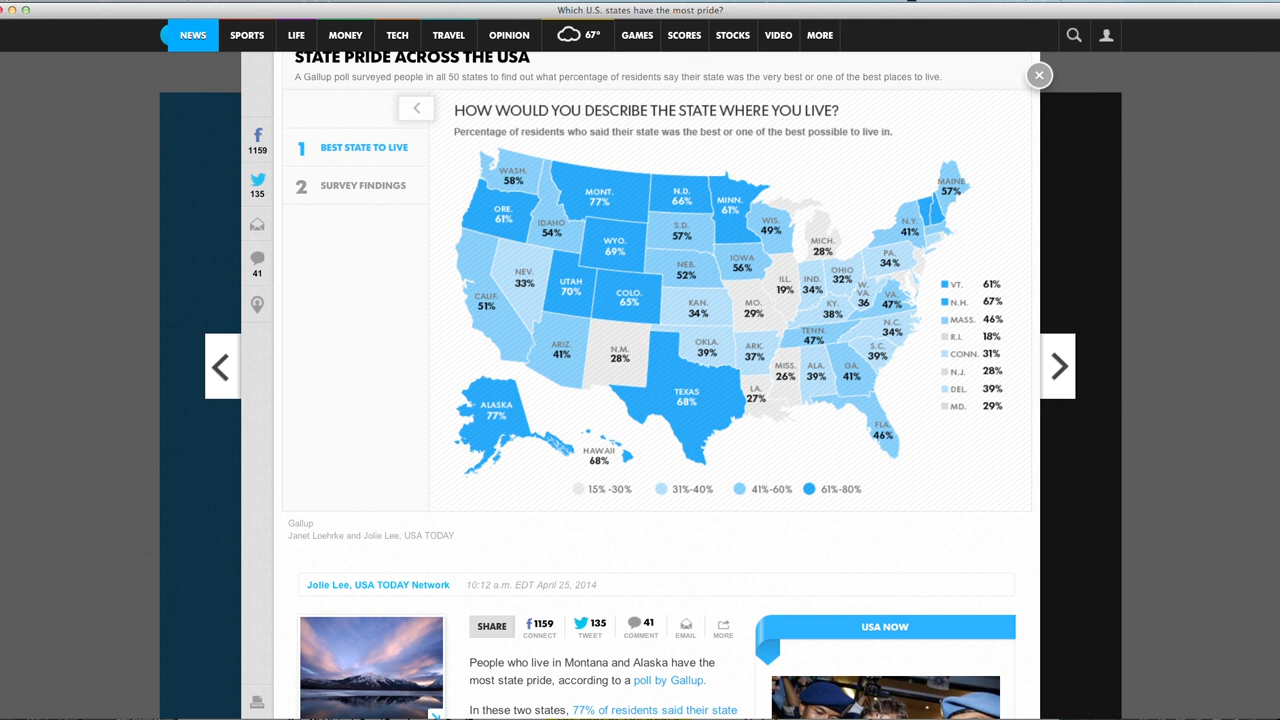 Which U.S. states have the most pride?
NEWS SPORTS LIFE MONEY TECH TRAVEL OPINION 67° GAMES SCORES STOCKS VIDEO MORE
STATE PRIDE ACROSS THE USA
A Gallup poll surveyed people in all 50 states to find out what percentage of residents say their state was the very best or one of the best places to live.
1159
135
41
1 BEST STATE TO LIVE
2 SURVEY FINDINGS
HOW WOULD YOU DESCRIBE THE STATE WHERE YOU LIVE?
Percentage of residents who said their state was the best or one of the best possible to live in.
WASH.
58%
ORE.
61%
IDAHO
54%
MONT.
77%
N.D.
66%
MINN.
61%
WYO.
69%
S.D.
57%
WIS.
49%
MICH.
28%
MAINE
57%
N.Y.
41%
PA.
34%
NEV.
33%
UTAH
70%
COLO.
65%
NEB.
52%
IOWA
56%
ILL.
19%
IND.
34%
OHIO
32%
W.
VA.
36
VA.
47%
CALIF.
51%
KAN.
34%
MO.
29%
KY.
38%
N.C.
34%
ARIZ.
41%
N.M.
28%
OKLA.
39%
ARK.
37%
TENN.
47%
S.C.
39%
MISS.
26%
ALA.
39%
GA.
41%
TEXAS
68%
LA.
27%
FLA.
46%
ALASKA
77%
HAWAII
68%
VT. 61%
N.H. 67%
MASS. 46%
R.I. 18%
CONN. 31%
N.J. 28%
DEL. 39%
MD. 29%
15%-30% 31%-40% 41%-60% 61%-80%
Gallup
Janet Loehrke and Jolie Lee, USA TODAY
Jolie Lee, USA TODAY Network 10:12 a.m. EDT April 25, 2014
SHARE 1159 CONNECT 135 TWEET 41 COMMENT EMAIL MORE
USA NOW
People who live in Montana and Alaska have the
most state pride, according to a poll by Gallup.
In these two states, 77% of residents said their state